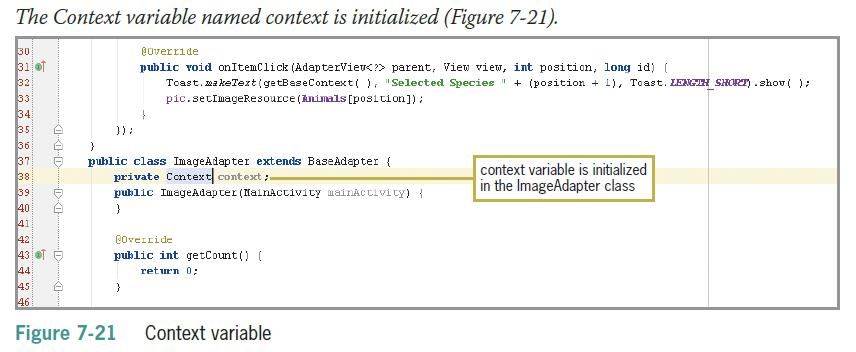 The Context variable named context is initialized (Figure 7-21).
30 @Override
31 public void onItemClick(AdapterView<?> parent, View view, int position, long id) {
32 Toast.makeText(getBaseContext( ), "Selected Species " + (position + 1), Toast.LENGTH_SHORT).show( );
33 pic.setImageResource(Animals[position]);
34 }
35 });
36 }
37 public class ImageAdapter extends BaseAdapter {
38 private Context context;
39 public ImageAdapter(MainActivity mainActivity) {
40 }
41
42 @Override
43 public int getCount() {
44 return 0;
45 }
46
context variable is initialized
in the ImageAdapter class
Figure 7-21 Context variable